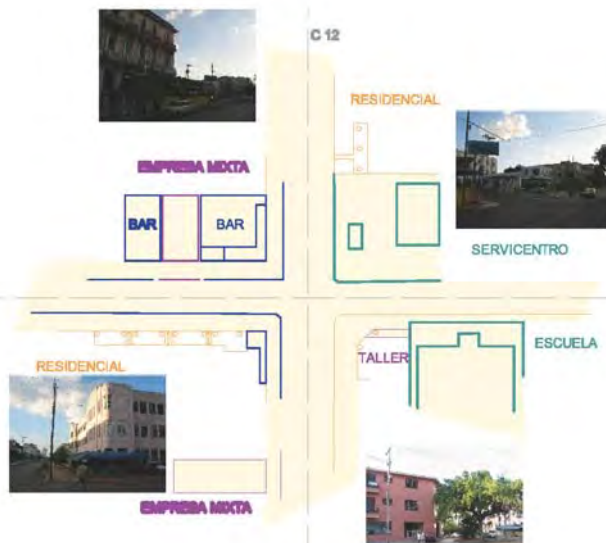 C 12
RESIDENCIAL
EMPRESA MIXTA
BAR
BAR
SERVICENTRO
ESCUELA
TALLER
RESIDENCIAL
EMPRESA MIXTA